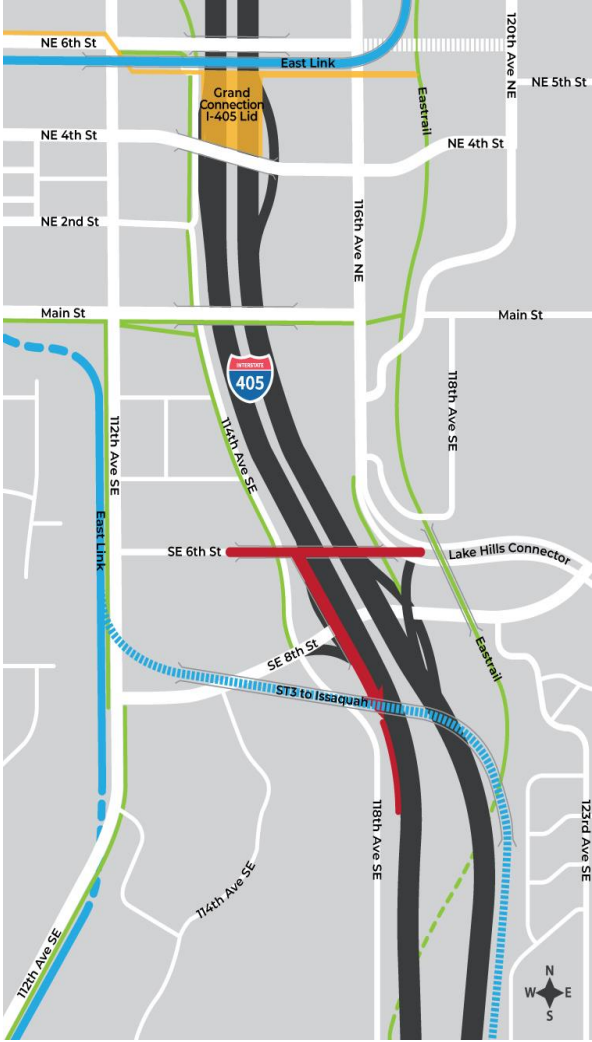 NE 6th St
East Link
120th Ave NE
NE 5th St
Grand
Connection
I-405 Lid
Eastrail
NE 4th St
NE 4th St
NE 2nd St
116th Ave NE
Main St
Main St
INTERSTATE
405
118th Ave SE
112th Ave SE
114th Ave SE
East Link
SE 6th St
Lake Hills Connector
SE 8th St
Eastrail
ST3 to Issaquah
118th Ave SE
123rd Ave SE
114th Ave SE
112th Ave SE
N
W
E
S